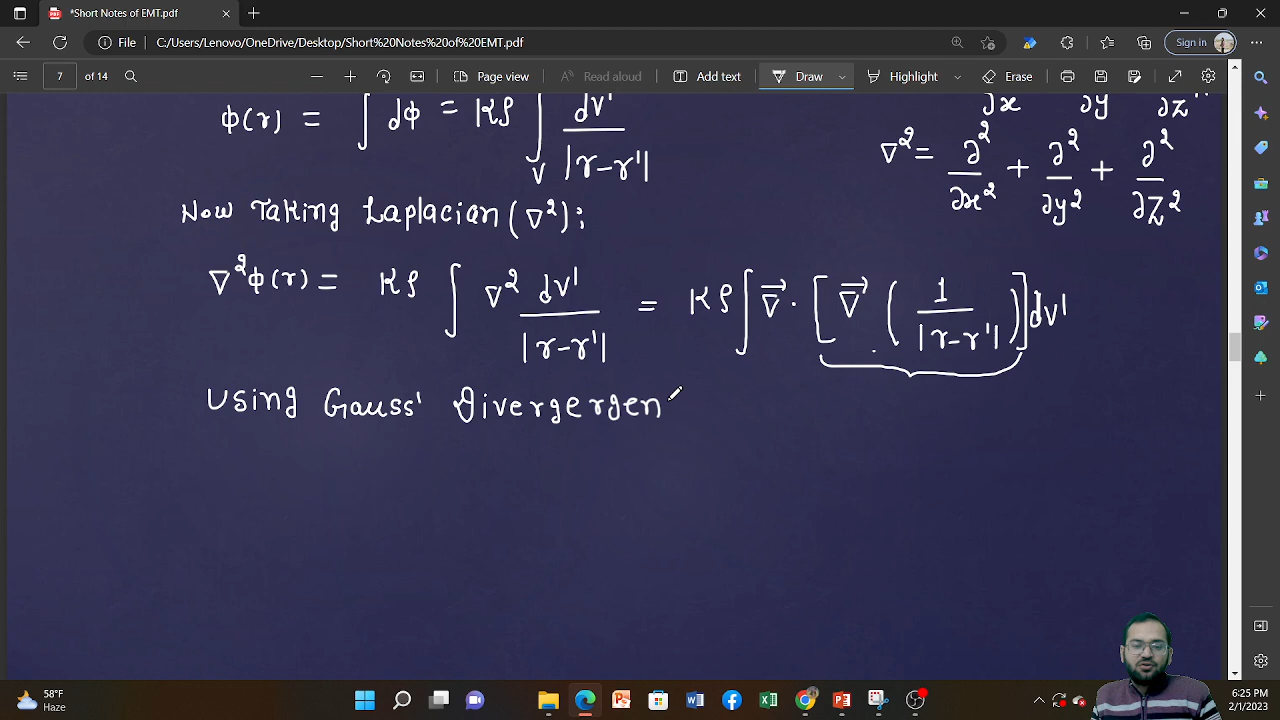 *Short Notes of EMT.pdf
File C:/Users/Lenovo/OneDrive/Desktop/Short%20Notes%20of%20EMT.pdf Sign in
7 of 14 Page view Read aloud Add text Draw Highlight Erase
ϕ(r) = ∫ dϕ = Kρ ∫_V dv' / |r-r'|
∂x ∂y ∂z
∇² = ∂²/∂x² + ∂²/∂y² + ∂²/∂z²
Now Taking Laplacian (∇²):
∇²ϕ(r) = Kρ ∫ ∇² dv' / |r-r'| = Kρ ∫ ∇⃗ · [∇⃗ (1 / |r-r'|)] dv'
Using Gauss' Divergergen
58°F
Haze
6:25 PM
2/1/2023